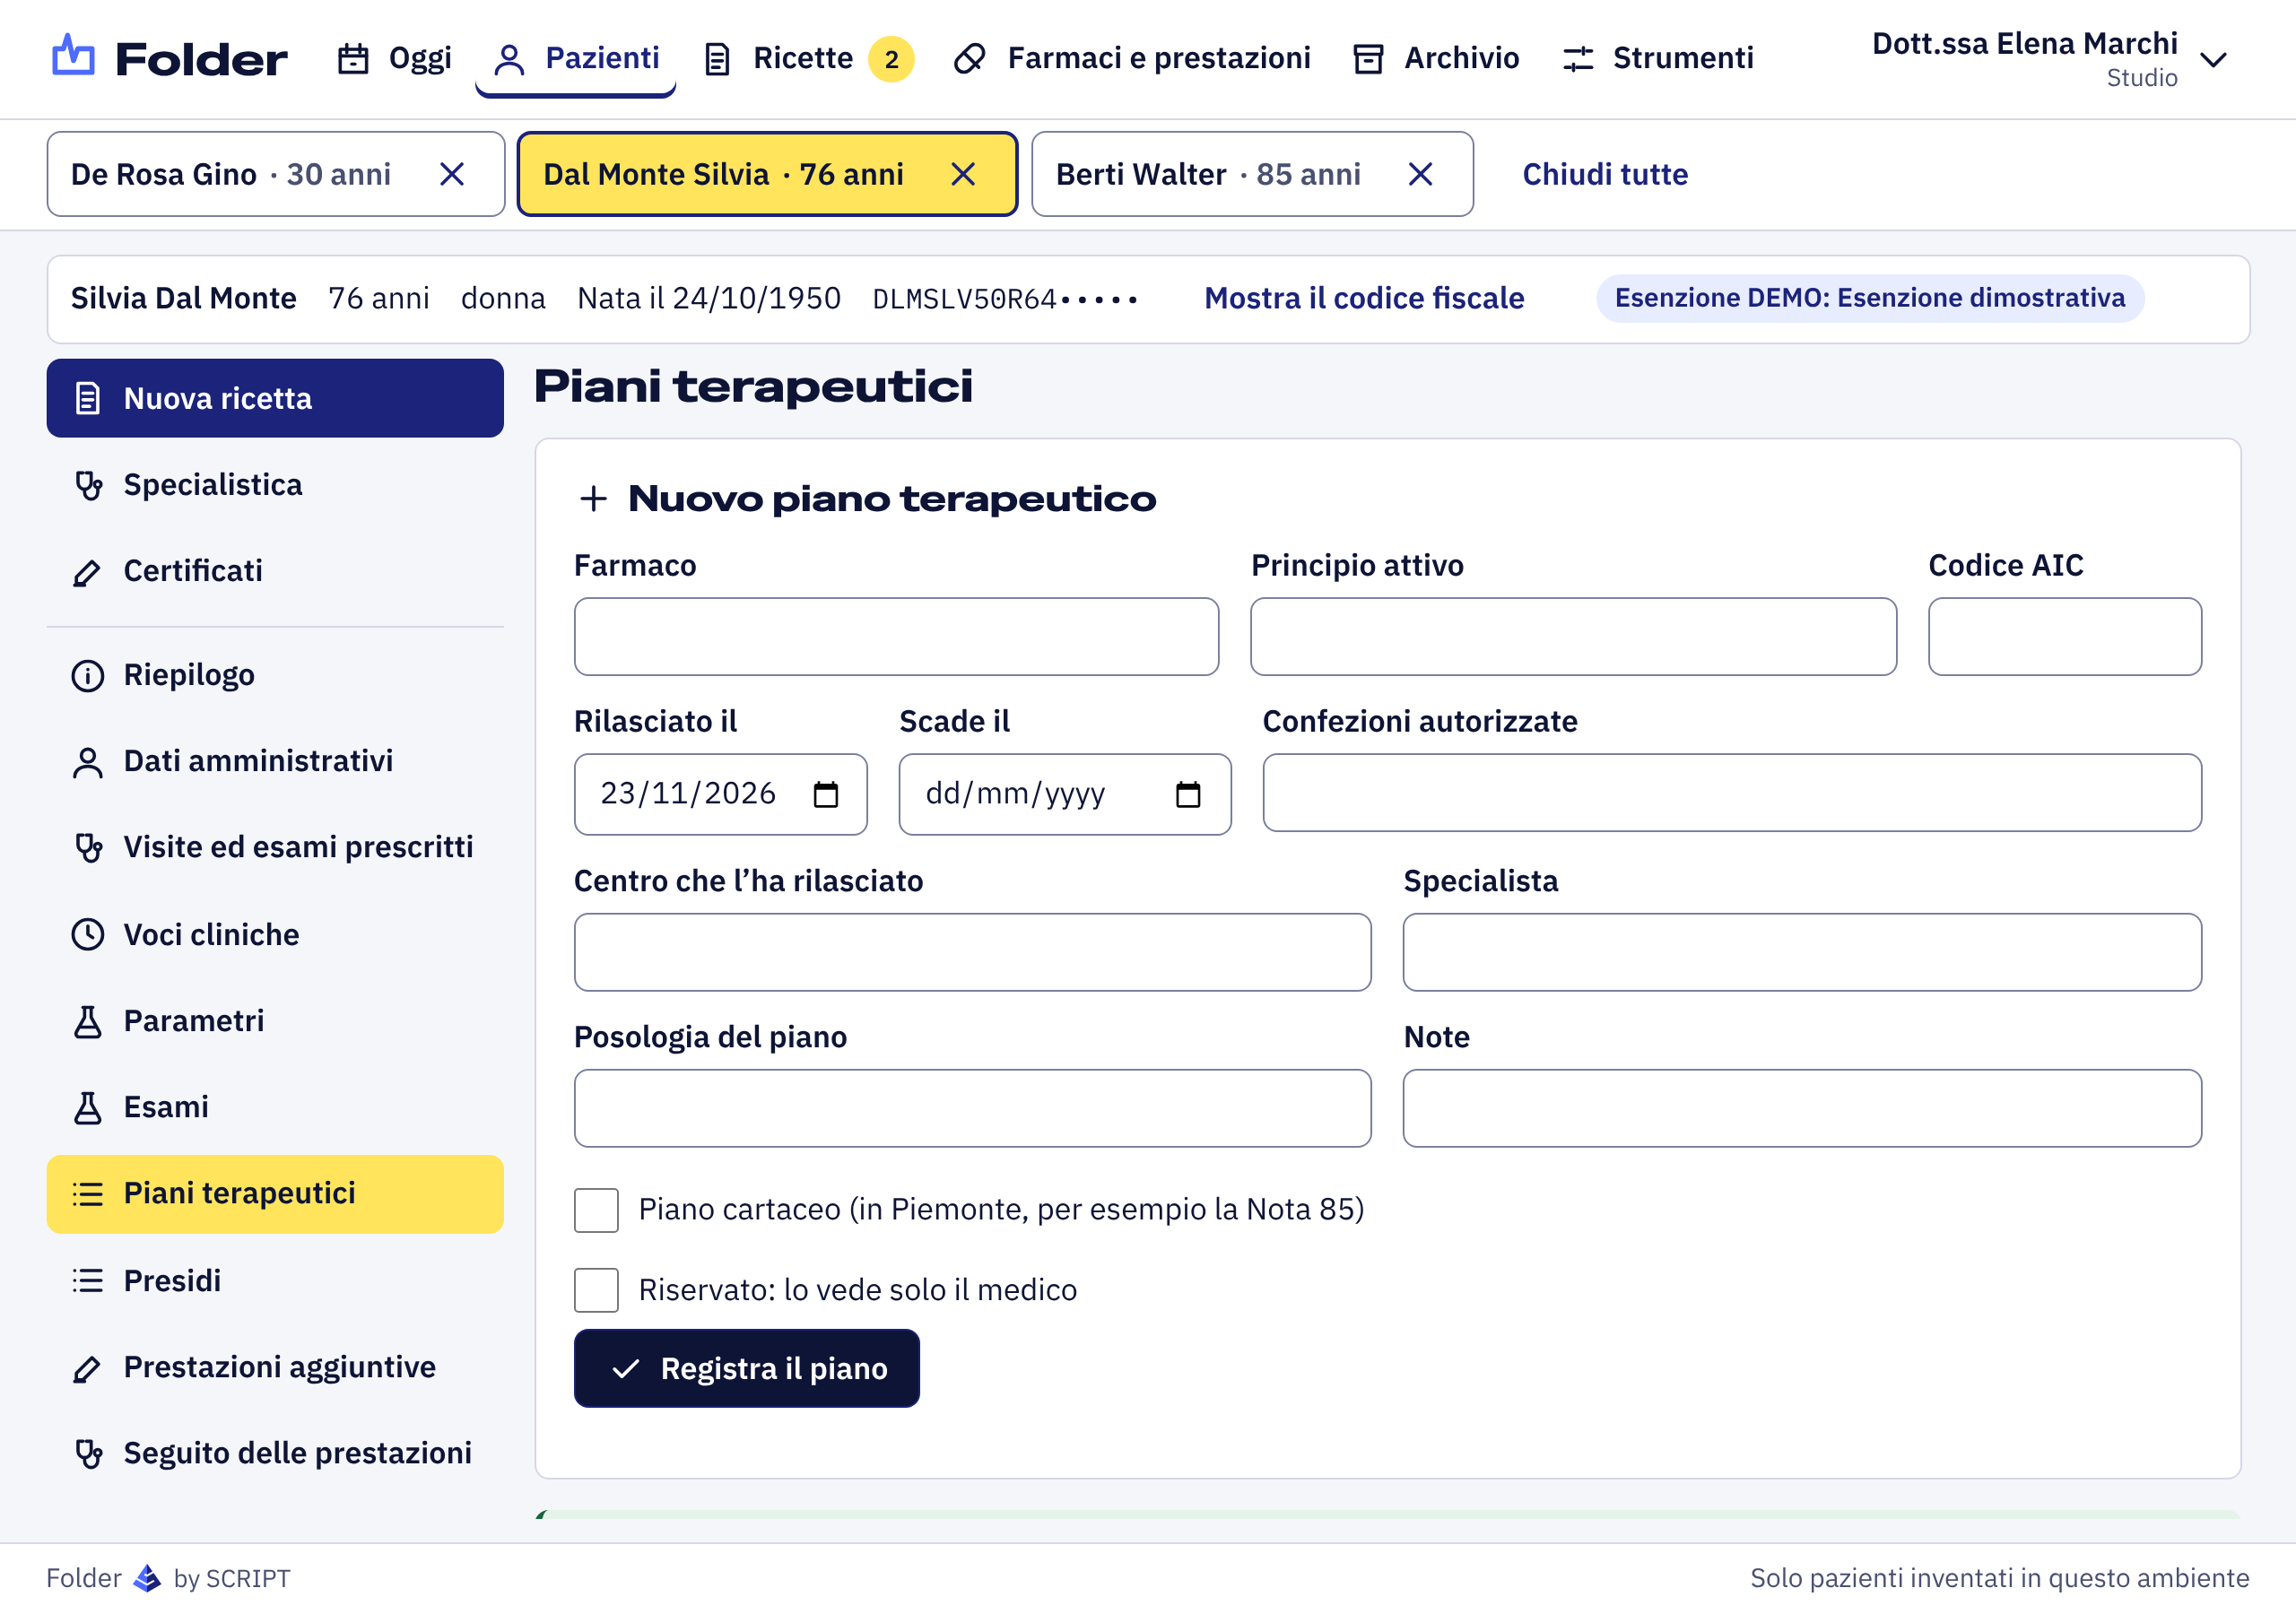 Folder
Oggi
Pazienti
Ricette 2
Farmaci e prestazioni
Archivio
Strumenti
Dott.ssa Elena Marchi
Studio
De Rosa Gino · 30 anni
Dal Monte Silvia · 76 anni
Berti Walter · 85 anni
Chiudi tutte
Silvia Dal Monte 76 anni donna Nata il 24/10/1950 DLMSLV50R64••••• Mostra il codice fiscale Esenzione DEMO: Esenzione dimostrativa
Nuova ricetta
Specialistica
Certificati
Riepilogo
Dati amministrativi
Visite ed esami prescritti
Voci cliniche
Parametri
Esami
Piani terapeutici
Presidi
Prestazioni aggiuntive
Seguito delle prestazioni
Piani terapeutici
Nuovo piano terapeutico
Farmaco
Principio attivo
Codice AIC
Rilasciato il
23/11/2026
Scade il
dd/mm/yyyy
Confezioni autorizzate
Centro che l’ha rilasciato
Specialista
Posologia del piano
Note
Piano cartaceo (in Piemonte, per esempio la Nota 85)
Riservato: lo vede solo il medico
Registra il piano
Folder by SCRIPT
Solo pazienti inventati in questo ambiente